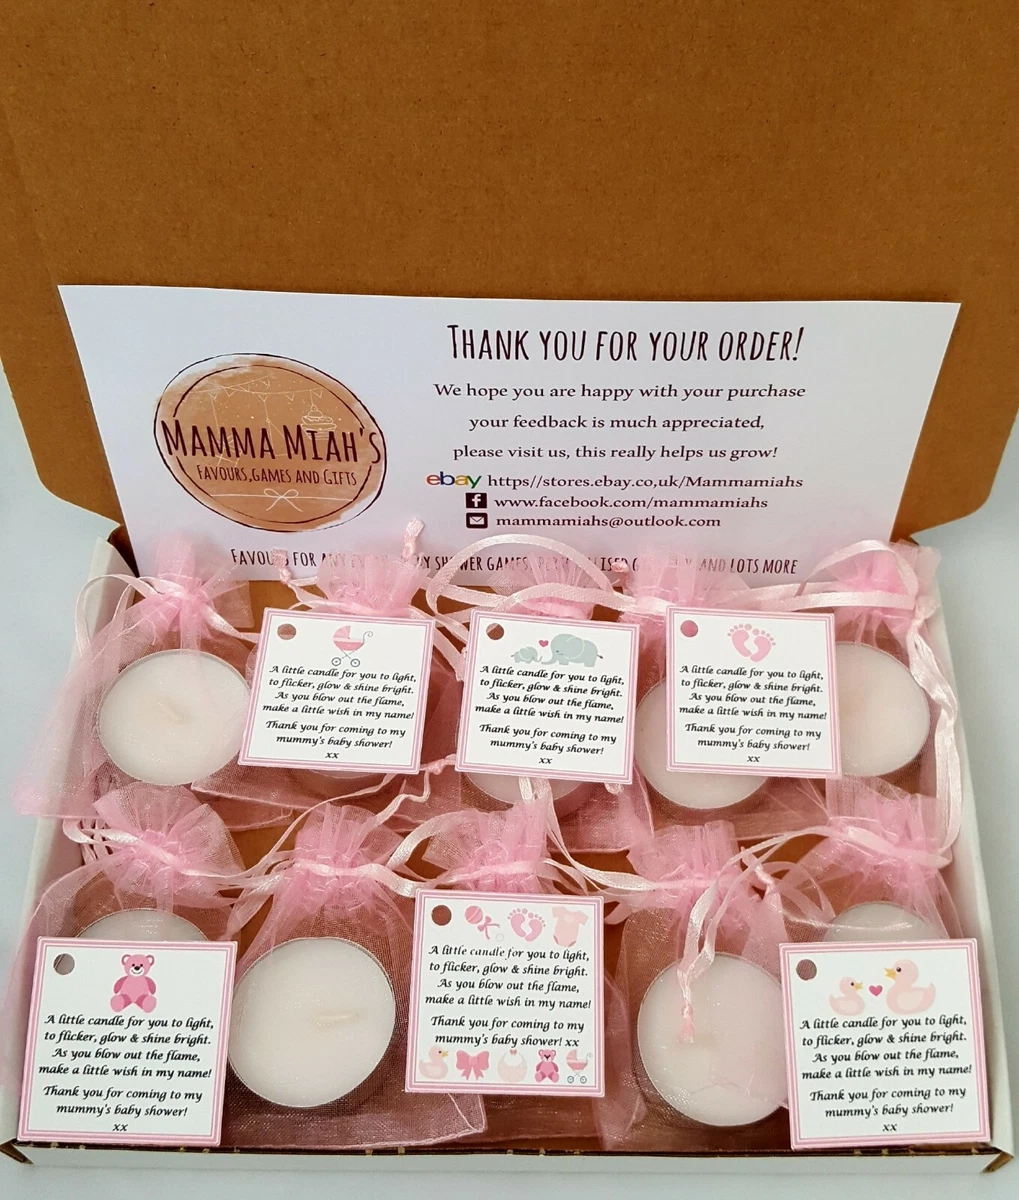 THANK YOU FOR YOUR ORDER!
We hope you are happy with your purchase
your feedback is much appreciated,
please visit us, this really helps us grow!
ebay https//stores.ebay.co,uk/Mammamiahs
www.facebook.com/mammamiahs
mammamiahs@outlook.com
MAMMA MIAH'S
FAVOURS,GAMES AND GIFTS
FAVOURS FOR ANY SHOWER GAMES, AND LOTS MORE
A little candle for you to light,
to flicker, glow & shine bright.
As you blow out the flame,
make a little wish in my name!
Thank you for coming to my
mummy's baby shower!
xx
A little candle for you to light,
to flicker, glow & shine bright.
As you blow out the flame,
make a little wish in my name!
Thank you for coming to my
mummy's baby shower!
xx
A little candle for you to light,
to flicker, glow & shine bright.
As you blow out the flame,
make a little wish in my name!
Thank you for coming to my
mummy's baby shower!
xx
A little candle for you to light,
to flicker, glow & shine bright.
As you blow out the flame,
make a little wish in my name!
Thank you for coming to my
mummy's baby shower!
xx
A little candle for you to light,
to flicker, glow & shine bright.
As you blow out the flame,
make a little wish in my name!
Thank you for coming to my
mummy's baby shower! xx
A little candle for you to light,
to flicker, glow & shine bright.
As you blow out the flame,
make a little wish in my name!
Thank you for coming to my
mummy's baby shower!
xx